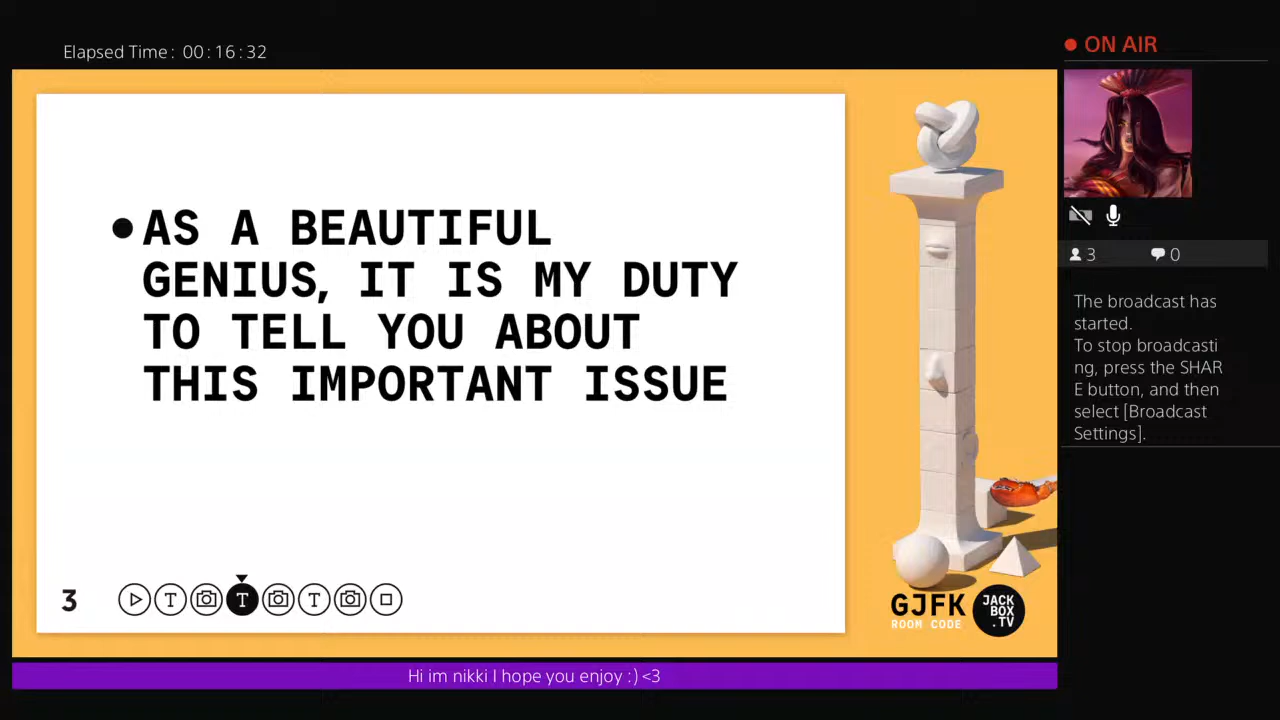 Elapsed Time: 00:16:32
ON AIR
• AS A BEAUTIFUL
GENIUS, IT IS MY DUTY
TO TELL YOU ABOUT
THIS IMPORTANT ISSUE
3
T
T
T
GJFK
ROOM CODE
JACK
BOX
.TV
3
0
The broadcast has
started.
To stop broadcasti
ng, press the SHAR
E button, and then
select [Broadcast
Settings].
Hi im nikki I hope you enjoy :) <3